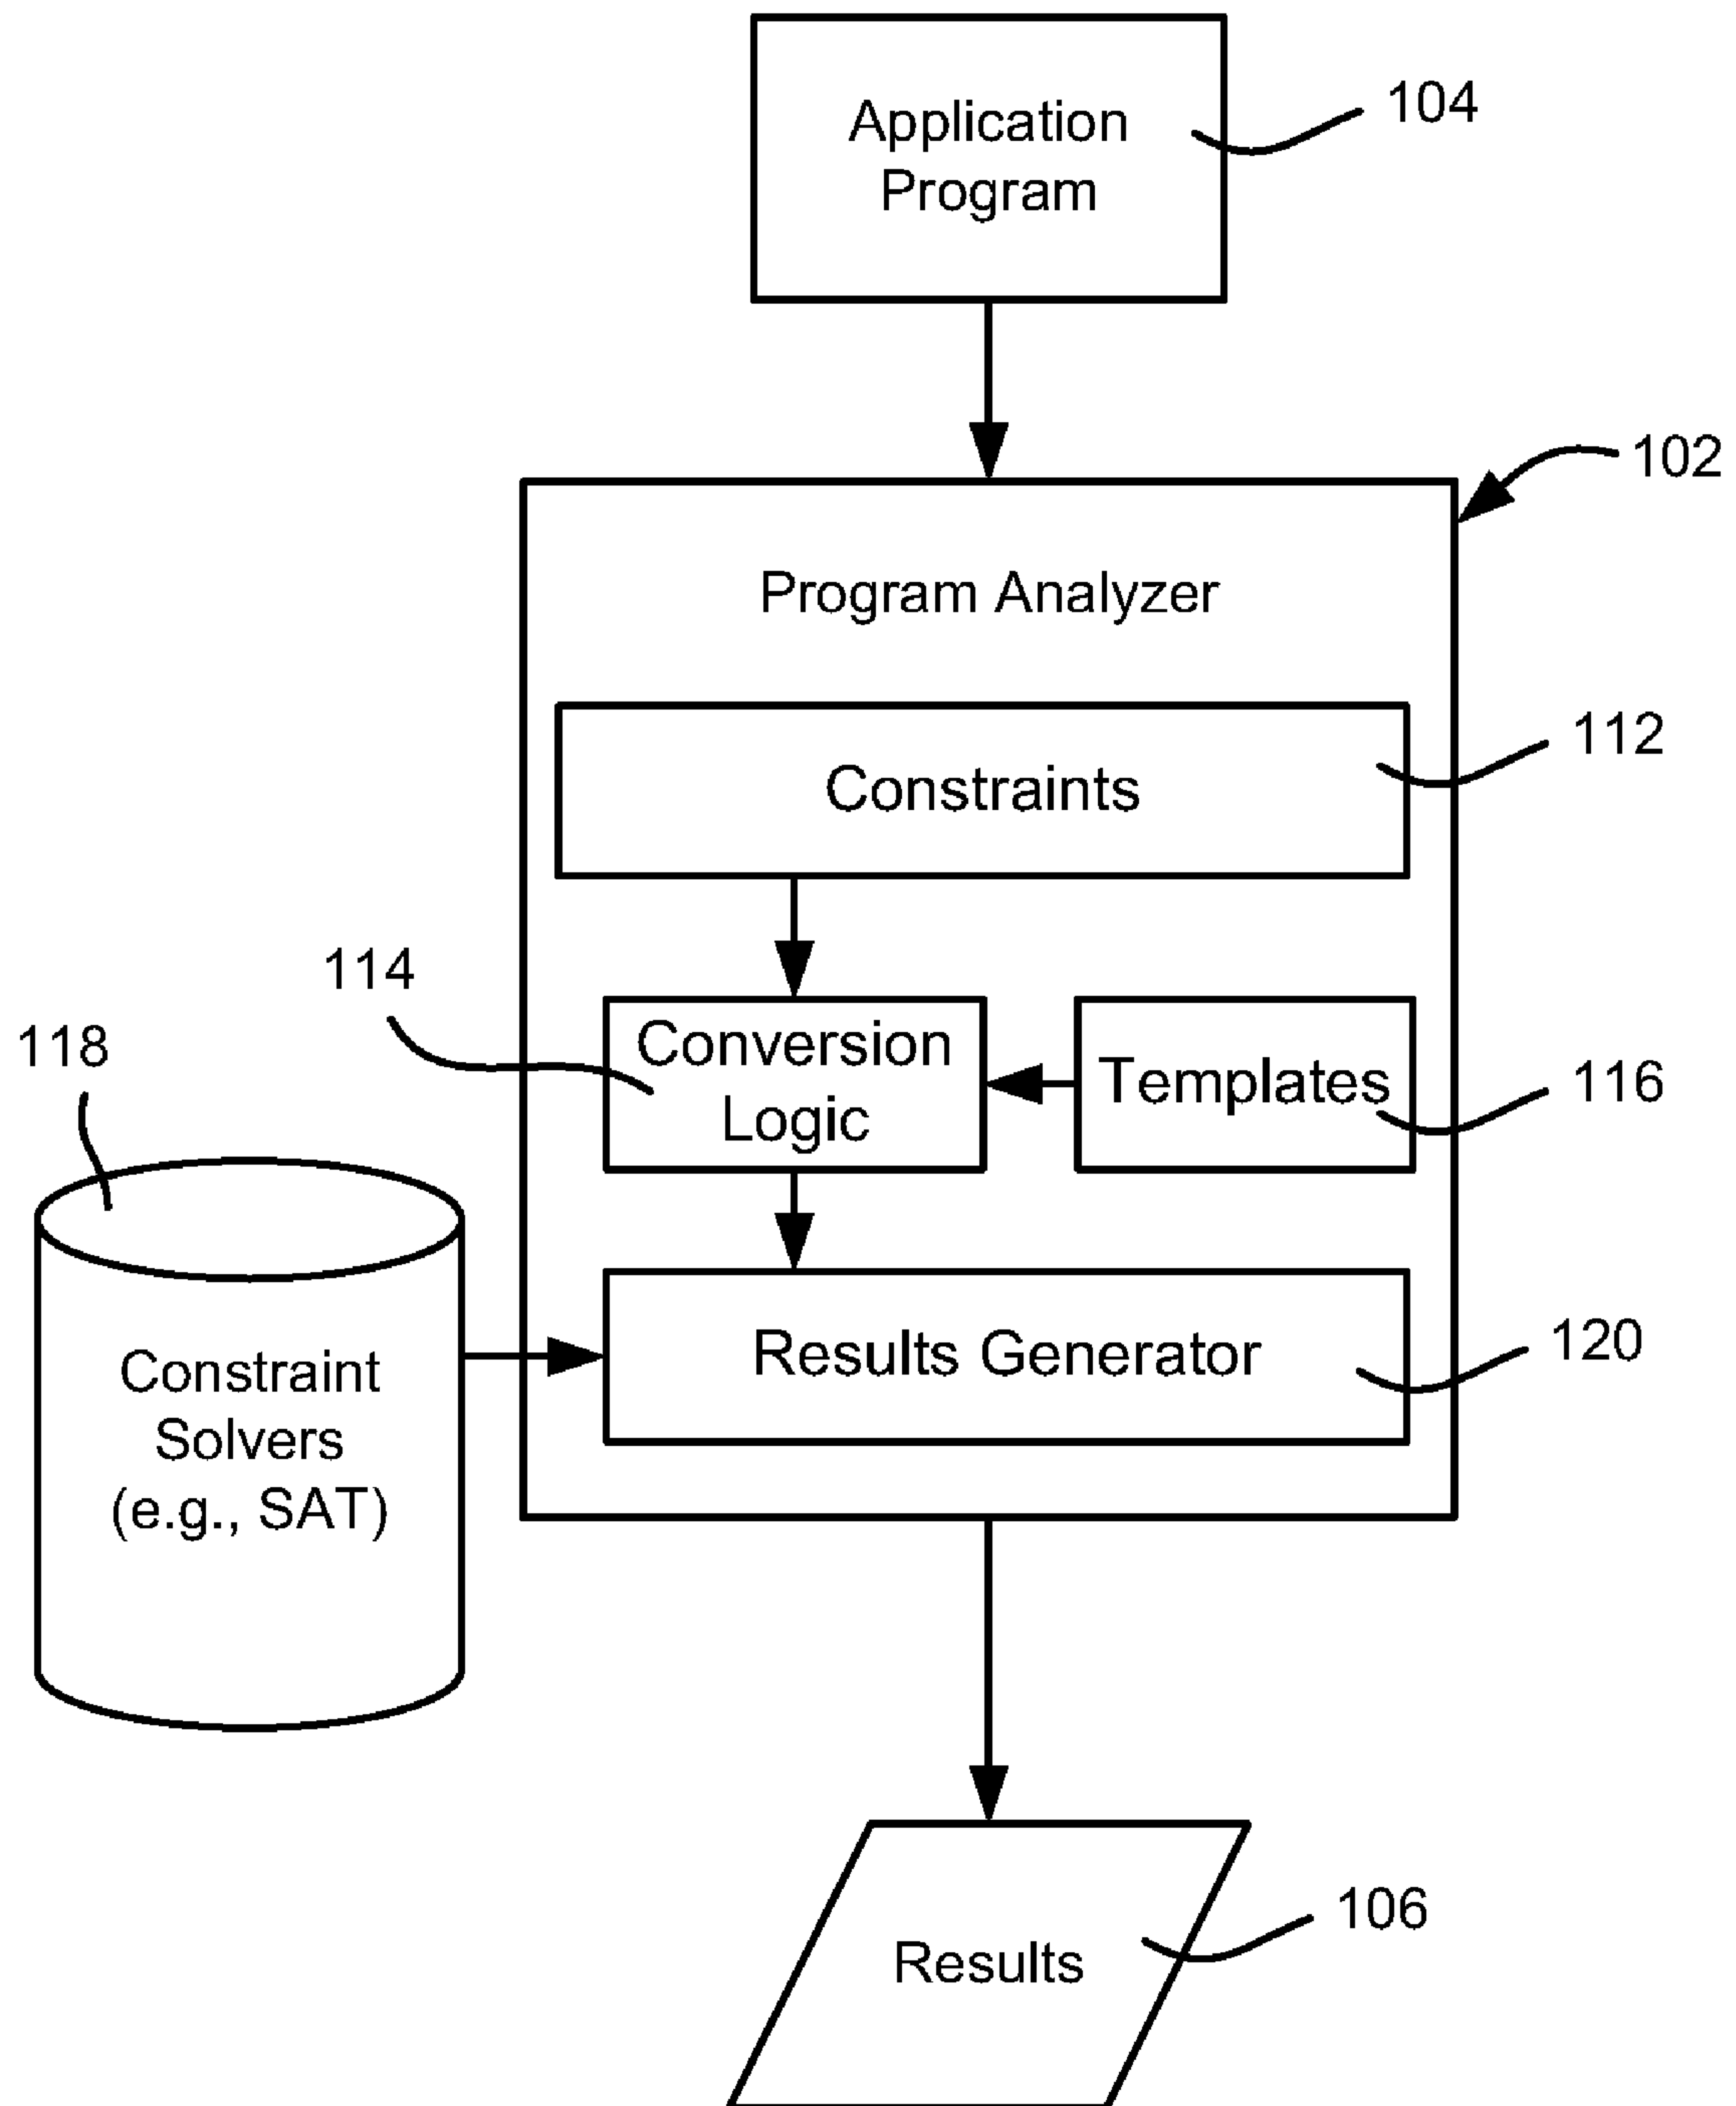 Application
Program
104
102
Program Analyzer
Constraints
112
114
Conversion
Logic
Templates
116
118
Constraint
Solvers
(e.g., SAT)
Results Generator
120
Results
106